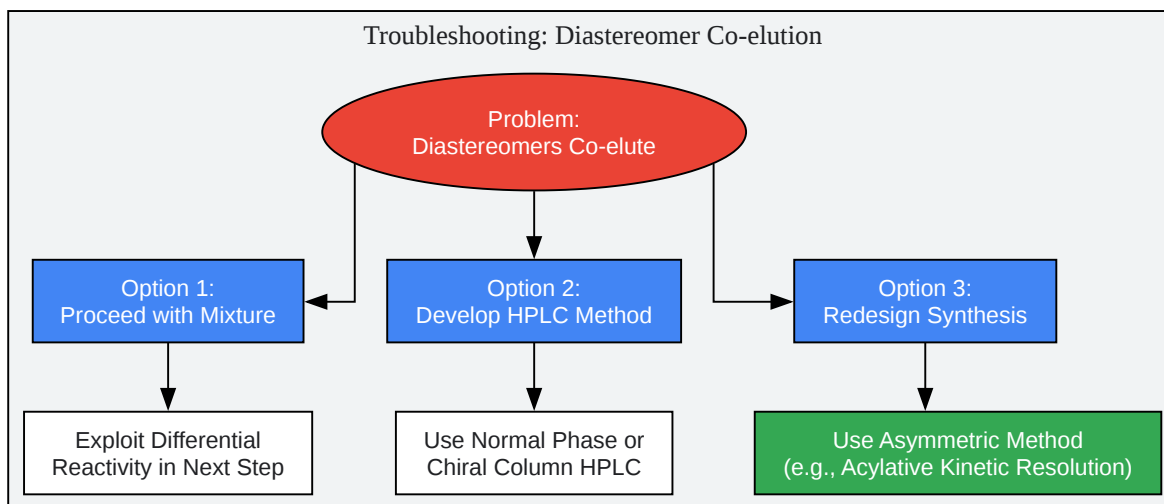 Troubleshooting: Diastereomer Co-elution
Problem:
Diastereomers Co-elute
Option 1:
Proceed with Mixture
Option 2:
Develop HPLC Method
Option 3:
Redesign Synthesis
Exploit Differential
Reactivity in Next Step
Use Normal Phase or
Chiral Column HPLC
Use Asymmetric Method
(e.g., Acylative Kinetic Resolution)